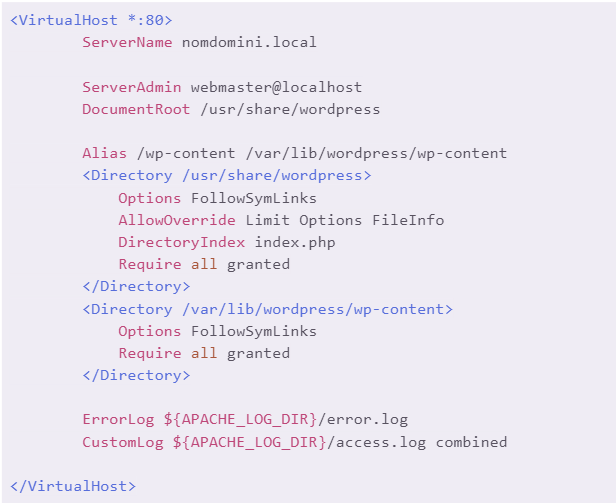 <VirtualHost *:80>
ServerName nomdomini.local
ServerAdmin webmaster@localhost
DocumentRoot /usr/share/wordpress
Alias /wp-content /var/lib/wordpress/wp-content
<Directory /usr/share/wordpress>
Options FollowSymLinks
AllowOverride Limit Options FileInfo
DirectoryIndex index.php
Require all granted
</Directory>
<Directory /var/lib/wordpress/wp-content>
Options FollowSymLinks
Require all granted
</Directory>
ErrorLog ${APACHE_LOG_DIR}/error.log
CustomLog ${APACHE_LOG_DIR}/access.log combined
</VirtualHost>